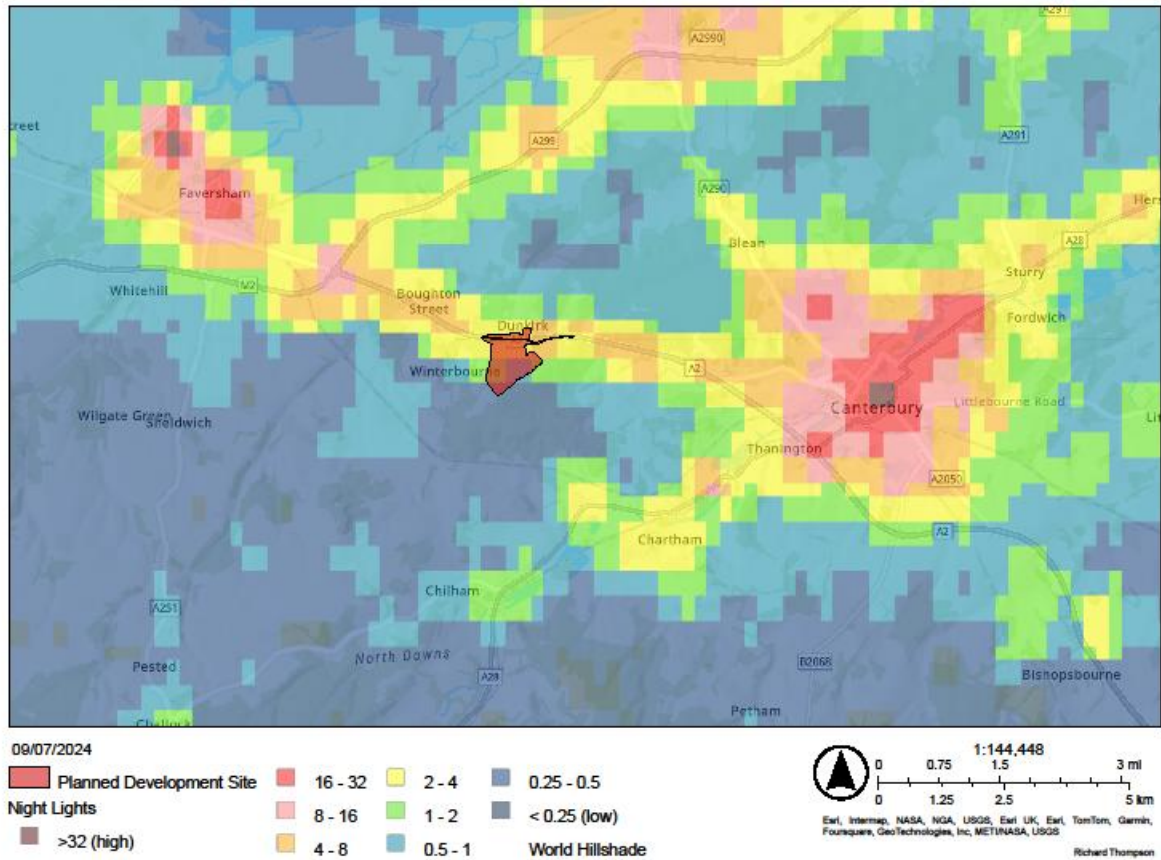 A2990
A291
A299
A291
creet
Faversham
A290
Hers
Blean
A28
Sturry
Whitehill
M2
Boughton
Street
Fordwich
Dunkirk
Winterbourne
A2
Wilgate Green
Sheldwich
Canterbury
Littlebourne Road
Thanington
A2050
Chartham
A2
Chilham
A251
North Downs
Pested
A28
B2068
Bishopsbourne
Petham
Challock
09/07/2024
Planned Development Site
Night Lights
>32 (high)
16 - 32
8 - 16
4 - 8
2 - 4
1 - 2
0.5 - 1
0.25 - 0.5
< 0.25 (low)
World Hillshade
1:144,448
0 0.75 1.5 3 mi
0 1.25 2.5 5 km
Esri, Intermap, NASA, NGA, USGS, Esri UK, Esri, TomTom, Garmin,
Foursquare, GeoTechnologies, Inc, METI/NASA, USGS
Richard Thompson